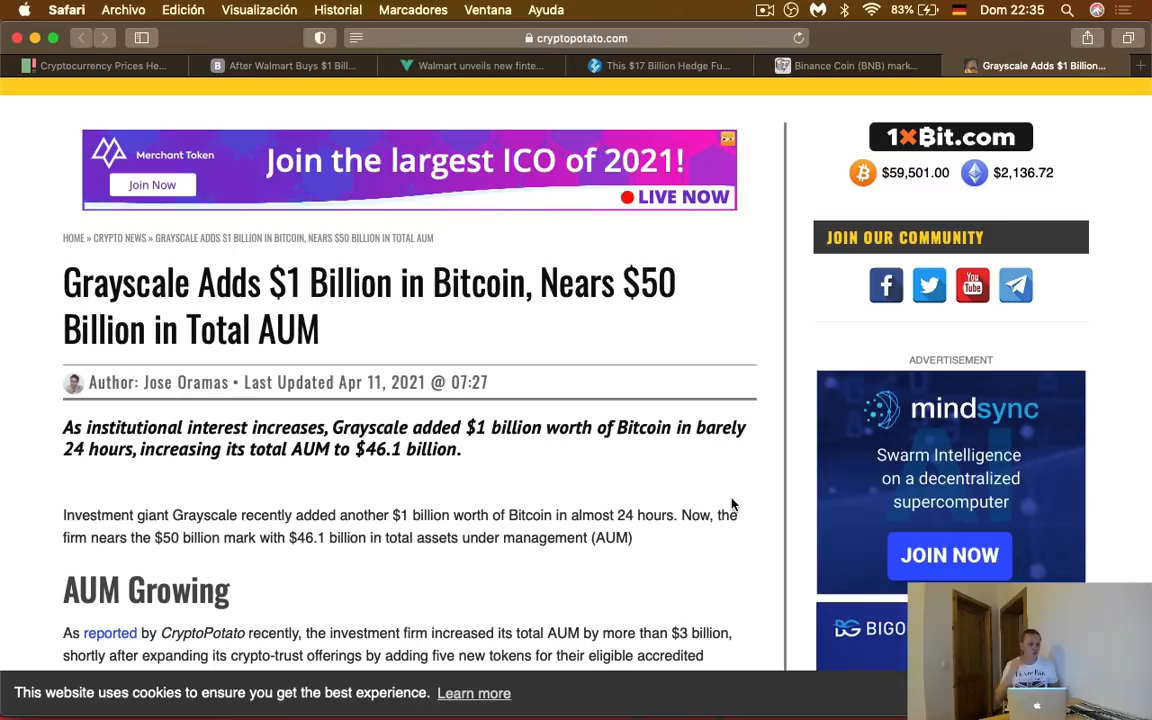 Safari Archivo Edición Visualización Historial Marcadores Ventana Ayuda 83% Dom 22:35
cryptopotato.com
Cryptocurrency Prices He...
After Walmart Buys $1 Bill...
Walmart unveils new finte...
This $17 Billion Hedge Fu...
Binance Coin (BNB) mark...
Grayscale Adds $1 Billion...
Merchant Token
Join Now
Join the largest ICO of 2021!
LIVE NOW
HOME » CRYPTO NEWS » GRAYSCALE ADDS $1 BILLION IN BITCOIN, NEARS $50 BILLION IN TOTAL AUM
Grayscale Adds $1 Billion in Bitcoin, Nears $50
Billion in Total AUM
Author: Jose Oramas • Last Updated Apr 11, 2021 @ 07:27
As institutional interest increases, Grayscale added $1 billion worth of Bitcoin in barely
24 hours, increasing its total AUM to $46.1 billion.
Investment giant Grayscale recently added another $1 billion worth of Bitcoin in almost 24 hours. Now, the
firm nears the $50 billion mark with $46.1 billion in total assets under management (AUM)
AUM Growing
As reported by CryptoPotato recently, the investment firm increased its total AUM by more than $3 billion,
shortly after expanding its crypto-trust offerings by adding five new tokens for their eligible accredited
1xBit.com
$59,501.00 $2,136.72
JOIN OUR COMMUNITY
You
Tube
ADVERTISEMENT
mindsync
Swarm Intelligence
on a decentralized
supercomputer
JOIN NOW
BIGO
This website uses cookies to ensure you get the best experience. Learn more